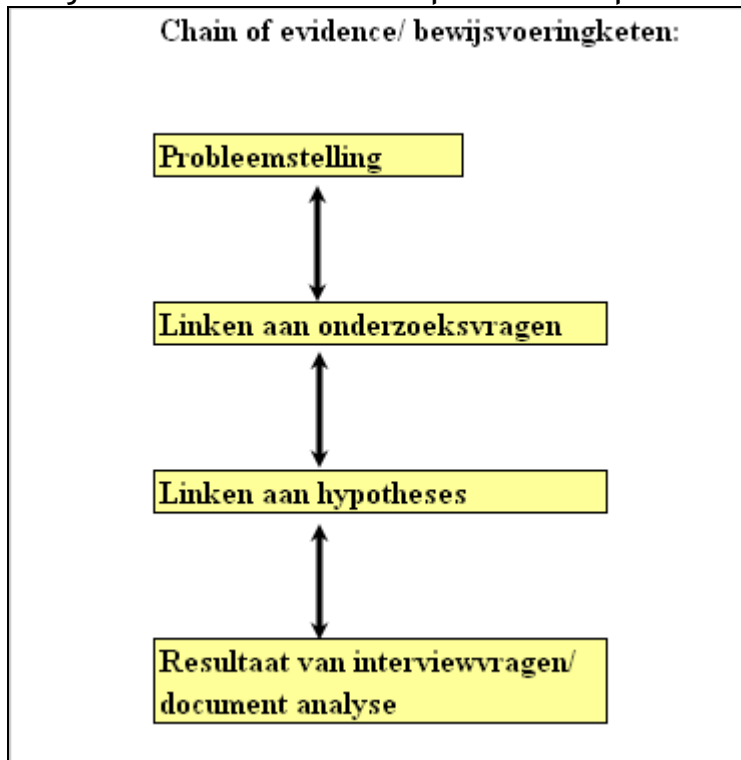 Chain of evidence/ bewijsvoeringketen:
Probleemstelling
Linken aan onderzoeksvragen
Linken aan hypotheses
Resultaat van interviewvragen/
document analyse